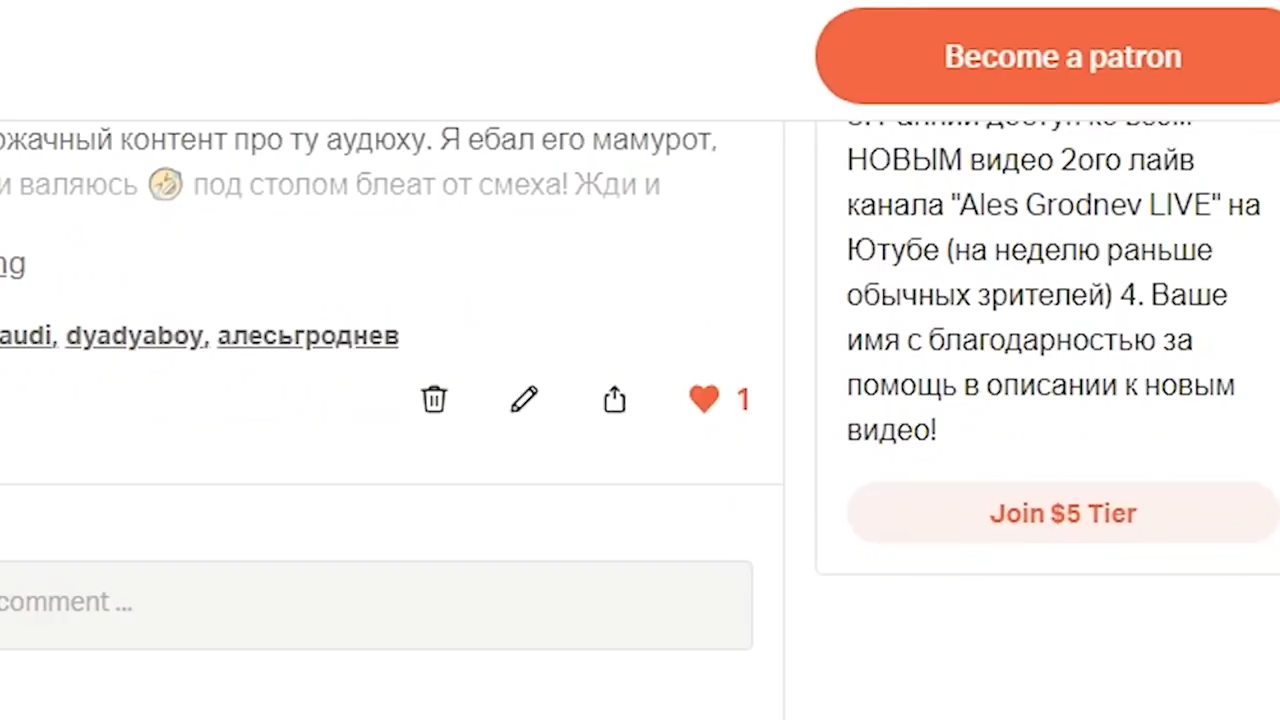 Become a patron
ожачный контент про ту аудюху. Я ебал его мамурот,
и валяюсь 🤣 под столом блеат от смеха! Жди и
ng
audi, dyadyaboy, алесьгроднев
1
comment ...
НОВЫМ видео 2ого лайв
канала "Ales Grodnev LIVE" на
Ютубе (на неделю раньше
обычных зрителей) 4. Ваше
имя с благодарностью за
помощь в описании к новым
видео!
Join $5 Tier